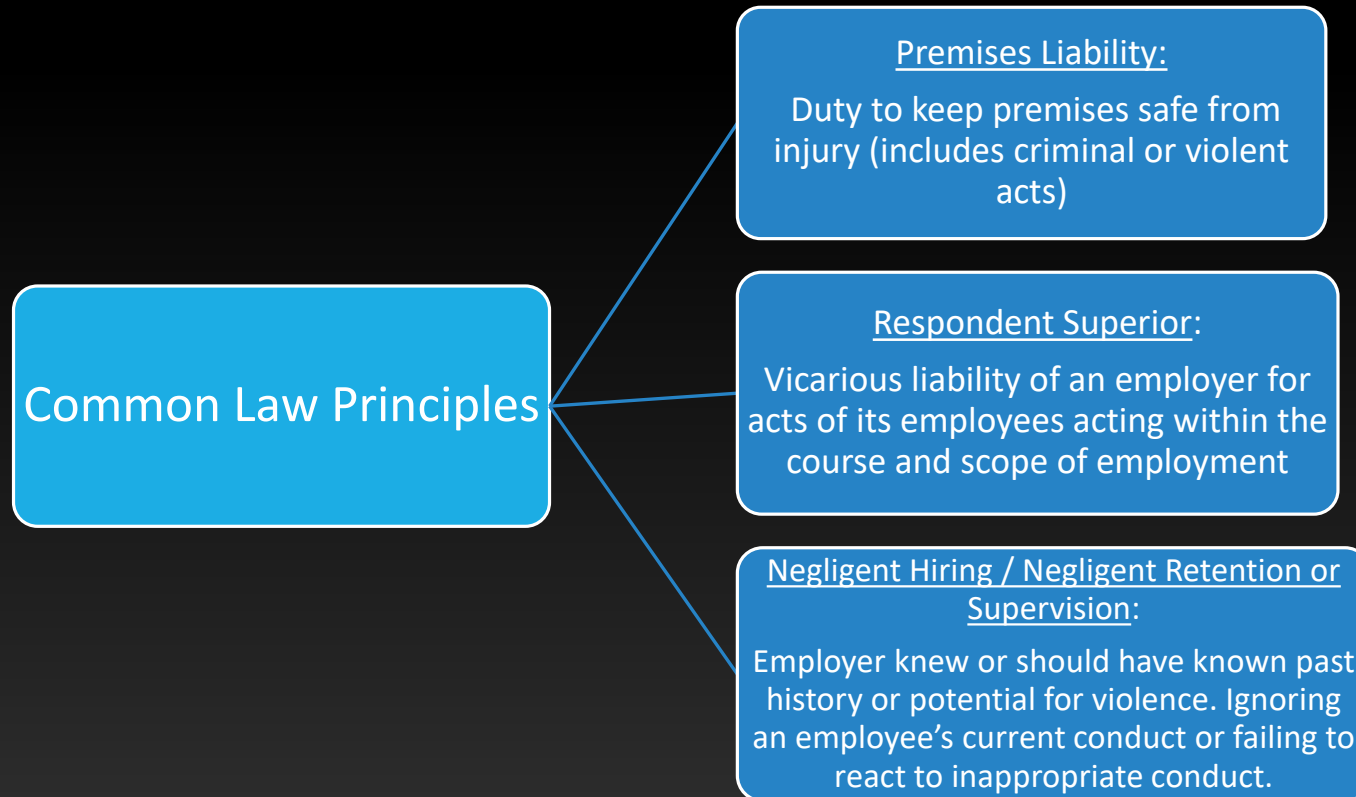 Common Law Principles
Premises Liability:
Duty to keep premises safe from
injury (includes criminal or violent
acts)
Respondent Superior:
Vicarious liability of an employer for
acts of its employees acting within the
course and scope of employment
Negligent Hiring / Negligent Retention or
Supervision:
Employer knew or should have known past
history or potential for violence. Ignoring
an employee’s current conduct or failing to
react to inappropriate conduct.